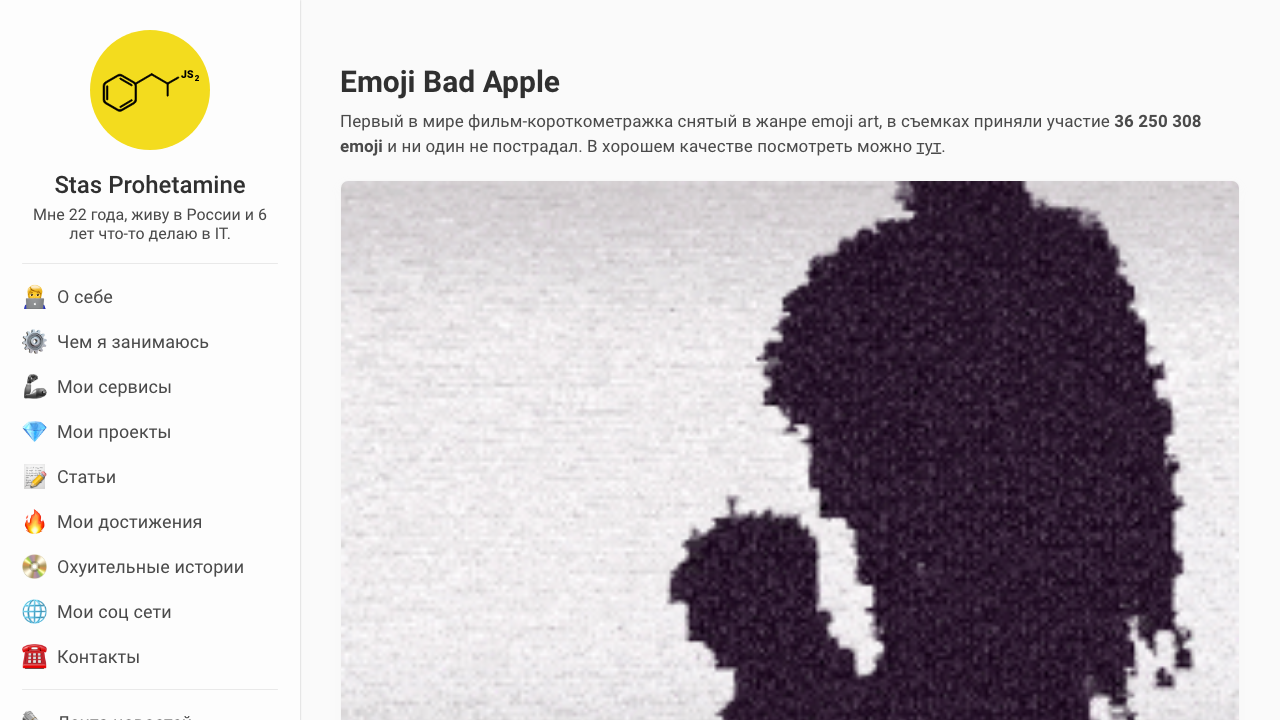 JS2
Stas Prohetamine
Мне 22 года, живу в России и 6
лет что-то делаю в IT.
О себе
Чем я занимаюсь
Мои сервисы
Мои проекты
Статьи
Мои достижения
Охуительные истории
Мои соц сети
Контакты
Emoji Bad Apple
Первый в мире фильм-короткометражка снятый в жанре emoji art, в съемках приняли участие 36 250 308
emoji и ни один не пострадал. В хорошем качестве посмотреть можно тут.